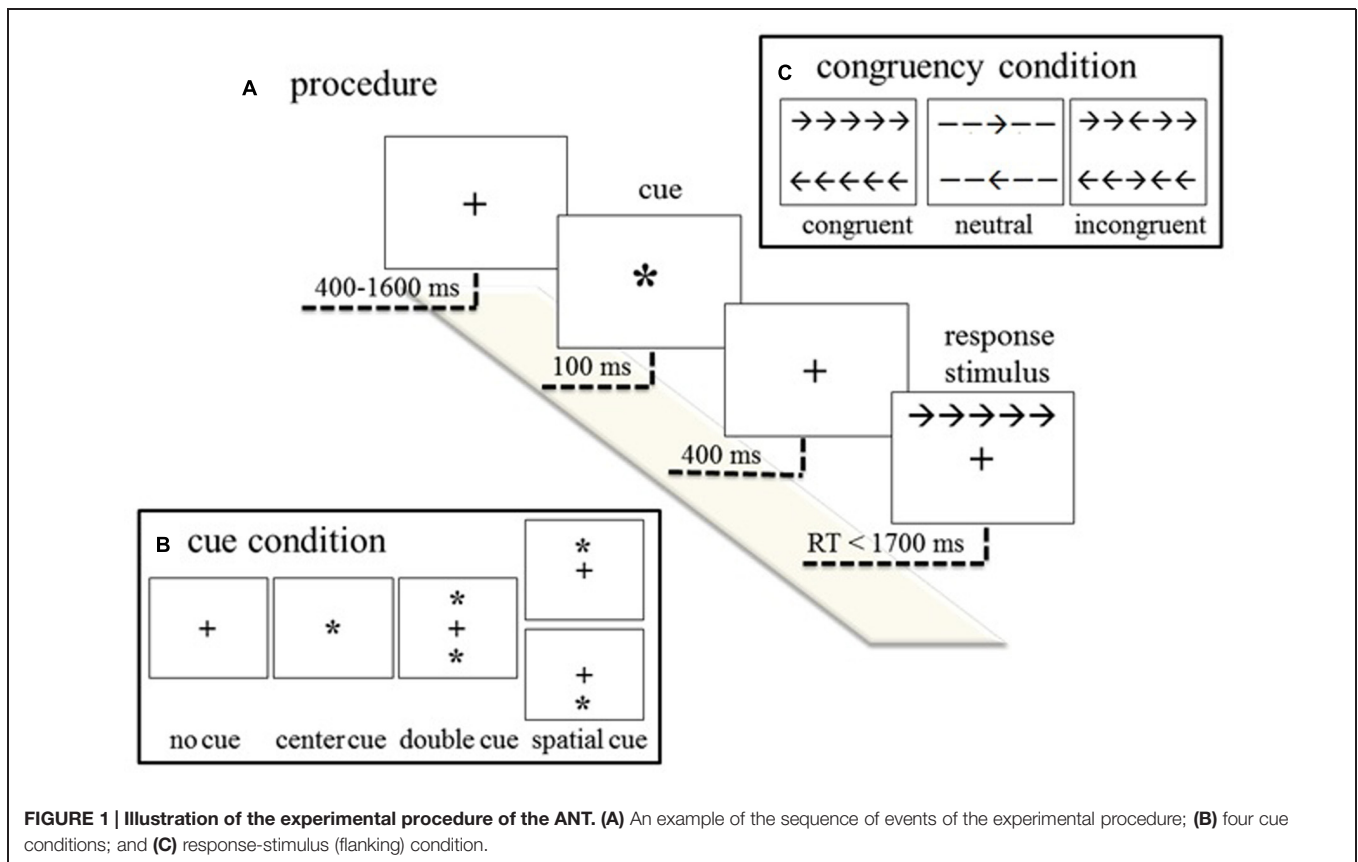 A procedure
+
400-1600 ms
cue
*
100 ms
+
400 ms
response
stimulus
→→→→→
+
RT < 1700 ms
B cue condition
+
no cue
*
center cue
*
+
*
double cue
*
+
+
*
spatial cue
C congruency condition
→→→→→
←←←←←
congruent
−−→−−
−−←−−
neutral
→→←→→
←←→←←
incongruent
FIGURE 1 | Illustration of the experimental procedure of the ANT. (A) An example of the sequence of events of the experimental procedure; (B) four cue
conditions; and (C) response-stimulus (flanking) condition.